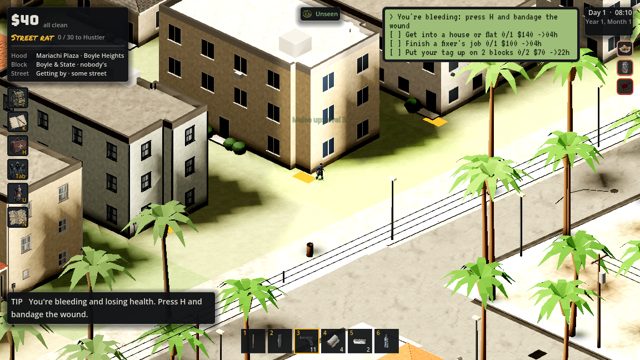 $40 all clean
STREET RAT 0 / 30 to Hustler
Hood Mariachi Plaza · Boyle Heights
Block Boyle & State · nobody's
Street Getting by · some street
Unseen
> You're bleeding: press H and bandage the
wound
[ ] Get into a house or flat 0/1 $140 ->04h
[ ] Finish a fixer's job 0/1 $100 ->04h
[ ] Put your tag up on 2 blocks 0/2 $70 ->22h
Day 1 · 08:10
Year 1, Month 1
H
Tab
U
TIP You're bleeding and losing health. Press H and
bandage the wound.
1 2 3 4 5 6
11 4 2